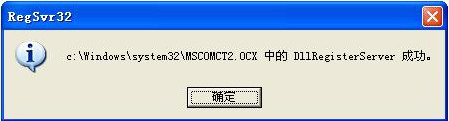 RegSvr32
c:\Windows\system32\MSCOMCT2.OCX 中的 DllRegisterServer 成功。
确定